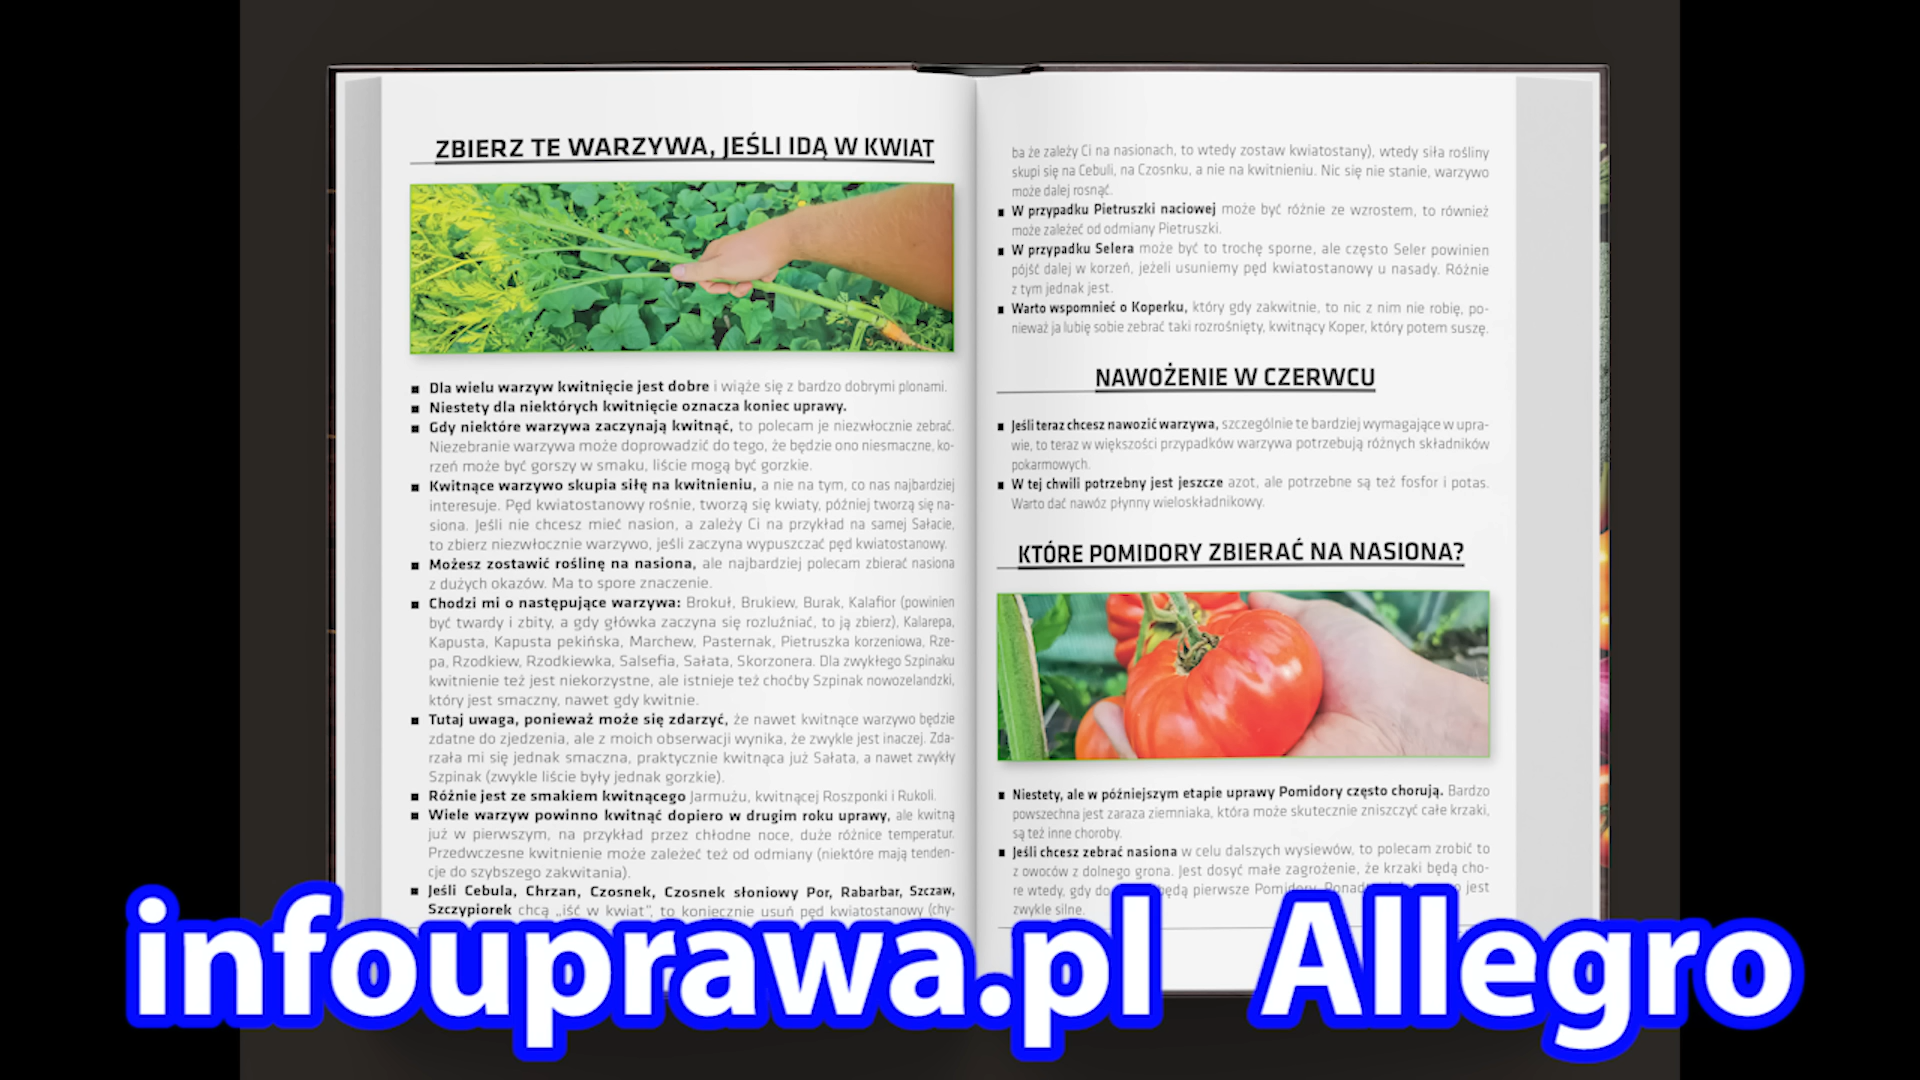 ZBIERZ TE WARZYWA, JEŚLI IDĄ W KWIAT
Dla wielu warzyw kwitnięcie jest dobre i wiąże się z bardzo dobrymi plonami.
Niestety dla niektórych kwitnięcie oznacza koniec uprawy.
Gdy niektóre warzywa zaczynają kwitnąć, to polecam je niezwłocznie zebrać.
Niezebranie warzywa może doprowadzić do tego, że będzie ono niesmaczne, ko-
rzeń może być gorszy w smaku, liście mogą być gorzkie.
Kwitnące warzywo skupia siłę na kwitnieniu, a nie na tym, co nas najbardziej
interesuje. Pęd kwiatostanowy rośnie, tworzą się kwiaty, później tworzą się na-
siona. Jeśli nie chcesz mieć nasion, a zależy Ci na przykład na samej Sałacie,
to zbierz niezwłocznie warzywo, jeśli zaczyna wypuszczać pęd kwiatostanowy.
Możesz zostawić roślinę na nasiona, ale najbardziej polecam zbierać nasiona
z dużych okazów. Ma to spore znaczenie.
Chodzi mi o następujące warzywa: Brokuł, Brukiew, Burak, Kalafior (powinien
być twardy i zbity, a gdy główka zaczyna się rozluźniać, to ją zbierz), Kalarepa,
Kapusta, Kapusta pekińska, Marchew, Pasternak, Pietruszka korzeniowa, Rze-
pa, Rzodkiew, Rzodkiewka, Salsefia, Sałata, Skorzonera. Dla zwykłego Szpinaku
kwitnienie też jest niekorzystne, ale istnieje też choćby Szpinak nowozelandzki,
który jest smaczny, nawet gdy kwitnie.
Tutaj uwaga, ponieważ może się zdarzyć, że nawet kwitnące warzywo będzie
zdatne do zjedzenia, ale z moich obserwacji wynika, że zwykle jest inaczej. Zda-
rzała mi się jednak smaczna, praktycznie kwitnąca już Sałata, a nawet zwykły
Szpinak (zwykle liście były jednak gorzkie).
Różnie jest ze smakiem kwitnącego Jarmużu, kwitnącej Roszponki i Rukoli.
Wiele warzyw powinno kwitnąć dopiero w drugim roku uprawy, ale kwitną
już w pierwszym, na przykład przez chłodne noce, duże różnice temperatur.
Przedwczesne kwitnienie może zależeć też od odmiany (niektóre mają tenden-
cje do szybszego zakwitania).
Jeśli Cebula, Chrzan, Czosnek, Czosnek słoniowy Por, Rabarbar, Szczaw,
Szczypiorek chcą „iść w kwiat”, to koniecznie usuń pęd kwiatostanowy (chy-
ba że zależy Ci na nasionach, to wtedy zostaw kwiatostany), wtedy siła rośliny
skupi się na Cebuli, na Czosnku, a nie na kwitnieniu. Nic się nie stanie, warzywo
może dalej rosnąć.
W przypadku Pietruszki naciowej może być różnie ze wzrostem, to również
może zależeć od odmiany Pietruszki.
W przypadku Selera może być to trochę sporne, ale często Seler powinien
pójść dalej w korzeń, jeżeli usuniemy pęd kwiatostanowy u nasady. Różnie
z tym jednak jest.
Warto wspomnieć o Koperku, który gdy zakwitnie, to nic z nim nie robię, po-
nieważ ja lubię sobie zebrać taki rozrośnięty, kwitnący Koper, który potem suszę.
NAWOŻENIE W CZERWCU
Jeśli teraz chcesz nawozić warzywa, szczególnie te bardziej wymagające w upra-
wie, to teraz w większości przypadków warzywa potrzebują różnych składników
pokarmowych.
W tej chwili potrzebny jest jeszcze azot, ale potrzebne są też fosfor i potas.
Warto dać nawóz płynny wieloskładnikowy.
KTÓRE POMIDORY ZBIERAĆ NA NASIONA?
Niestety, ale w późniejszym etapie uprawy Pomidory często chorują. Bardzo
powszechna jest zaraza ziemniaka, która może skutecznie zniszczyć całe krzaki,
są też inne choroby.
Jeśli chcesz zebrać nasiona w celu dalszych wysiewów, to polecam zrobić to
z owoców z dolnego grona. Jest dosyć małe zagrożenie, że krzaki będą cho-
re wtedy, gdy będą pierwsze jest
zwykle silne.
infouprawa.pl Allegro